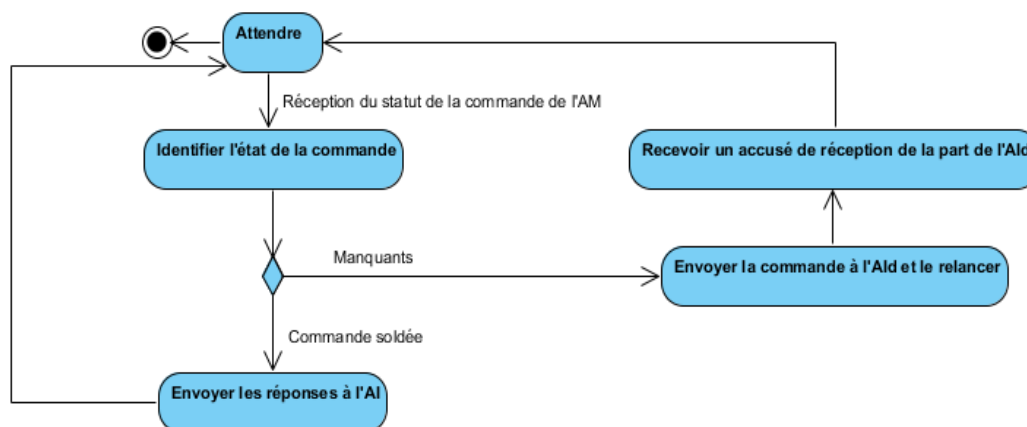 Attendre
Réception du statut de la commande de l'AM
Identifier l'état de la commande
Recevoir un accusé de réception de la part de l'AId
Manquants
Envoyer la commande à l'AId et le relancer
Commande soldée
Envoyer les réponses à l'AI